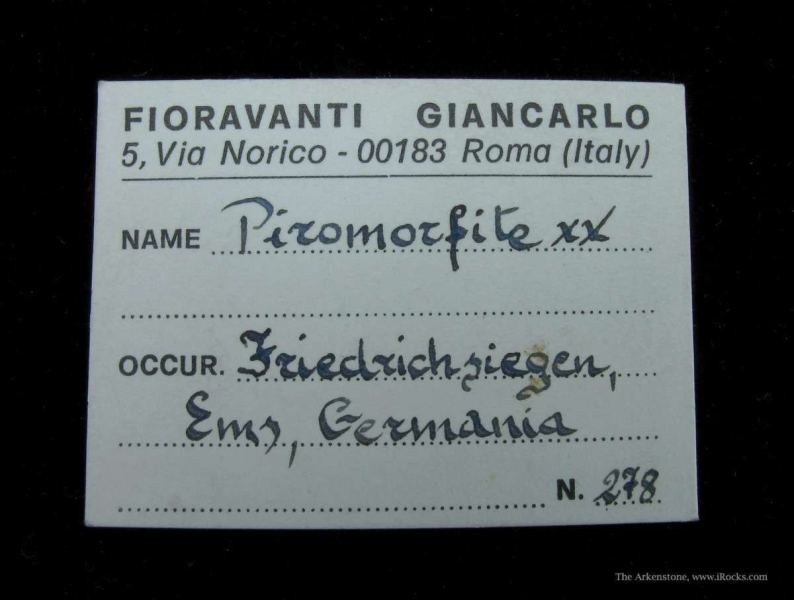 FIORAVANTI GIANCARLO
5, Via Norico - 00183 Roma (Italy)
NAME Piromorfite xx
OCCUR. Friedrichsiegen,
Ems, Germania
N. 278
The Arkenstone, www.iRocks.com